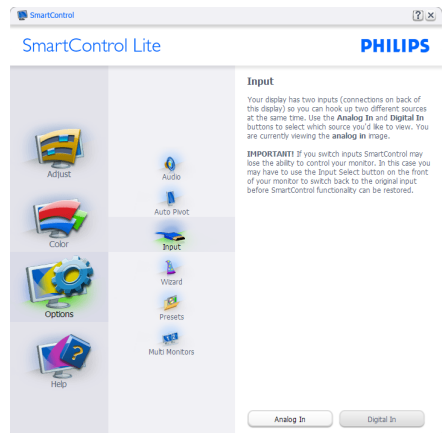 SmartControl
SmartControl Lite
PHILIPS
Adjust
Color
Options
Help
Audio
Auto Pivot
Input
Wizard
Presets
Multi Monitors
Input
Your display has two inputs (connections on back of
this display) so you can hook up two different sources
at the same time. Use the Analog In and Digital In
buttons to select which source you'd like to view. You
are currently viewing the analog in image.
IMPORTANT! If you switch inputs SmartControl may
lose the ability to control your monitor. In this case you
may have to use the Input Select button on the front
of your monitor to switch back to the original input
before SmartControl functionality can be restored.
Analog In
Digital In